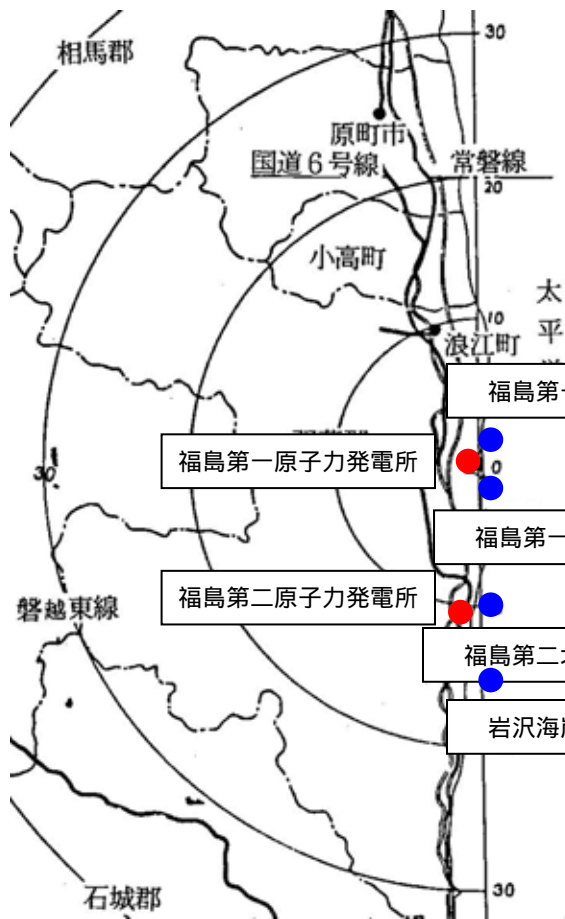 30
相馬郡
原町市
国道6号線
常磐線
20
小高町
太平
10
浪江町
福島第一
福島第一原子力発電所
0
30
福島第一
福島第二原子力発電所
磐越東線
福島第二
岩沢海岸
石城郡
30